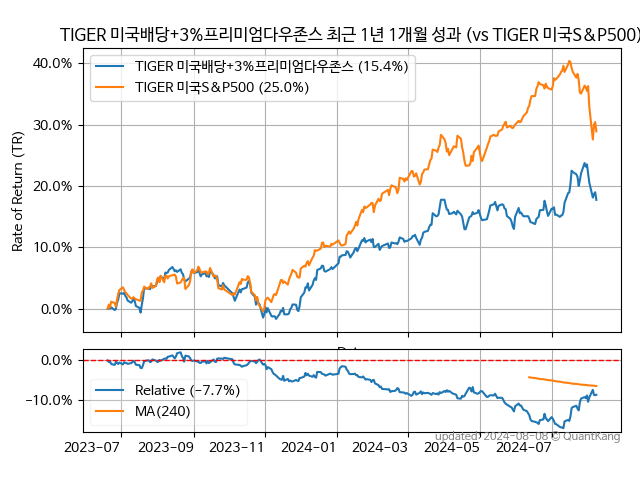 TIGER 미국배당+3%프리미엄다우존스 최근 1년 1개월 성과 (vs TIGER 미국S&P500)
40.0%
30.0%
20.0%
10.0%
0.0%
Rate of Return (TR)
TIGER 미국배당+3%프리미엄다우존스 (15.4%)
TIGER 미국S&P500 (25.0%)
0.0%
−10.0%
Relative (−7.7%)
MA(240)
2023−07
2023−09
2023−11
2024−01
2024−03
2024−05
2024−07
updated: 2024−08−08 © QuantKang